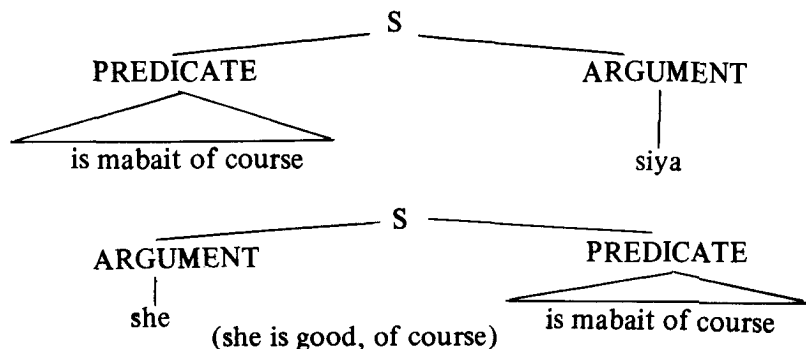 S
PREDICATE ARGUMENT
is mabait of course siya
S
ARGUMENT PREDICATE
she is mabait of course
(she is good, of course)